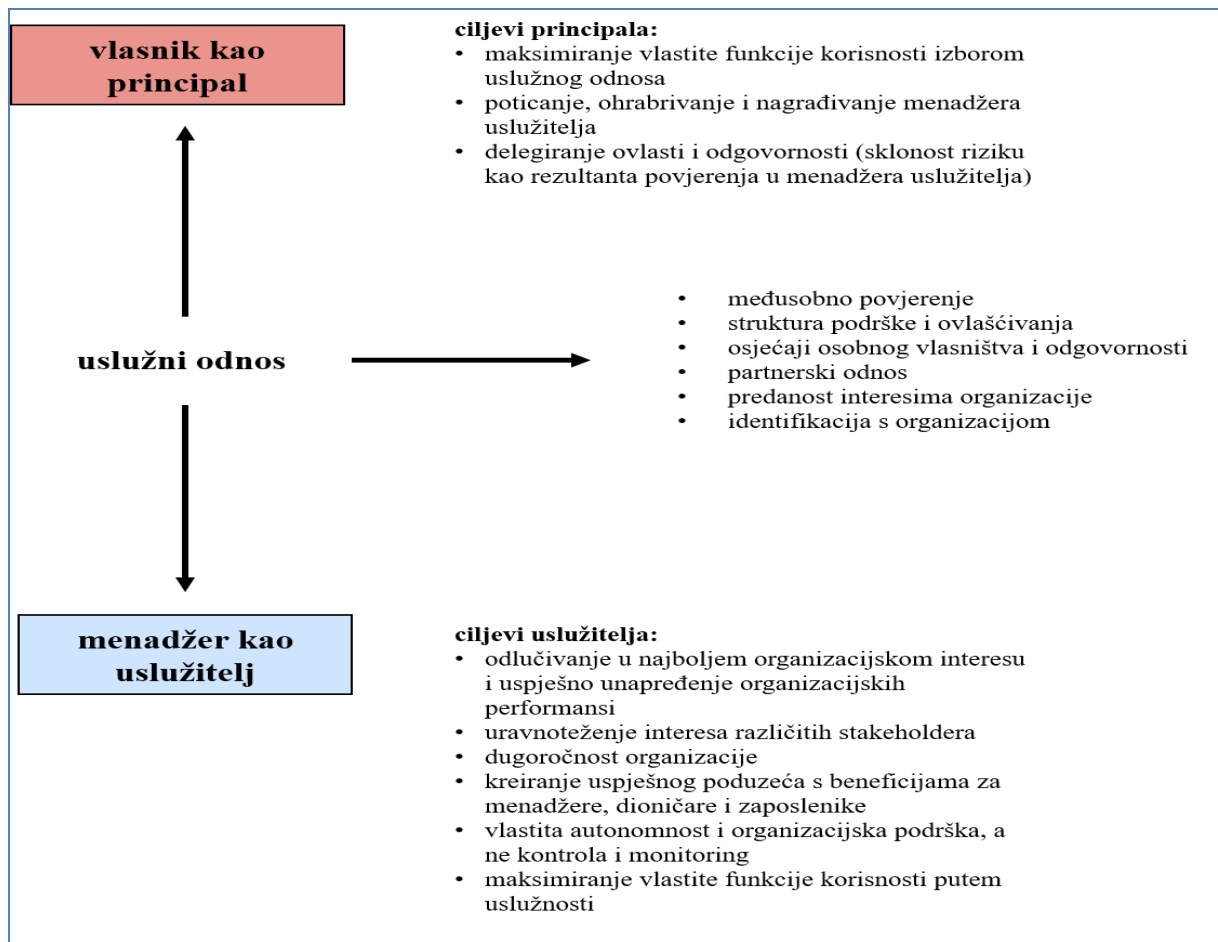 vlasnik kao
principal
ciljevi principala:
• maksimiranje vlastite funkcije korisnosti izborom
uslužnog odnosa
• poticanje, ohrabrivanje i nagrađivanje menadžera
uslužitelja
• delegiranje ovlasti i odgovornosti (sklonost riziku
kao rezultanta povjerenja u menadžera uslužitelja)
uslužni odnos
• međusobno povjerenje
• struktura podrške i ovlašćivanja
• osjećaji osobnog vlasništva i odgovornosti
• partnerski odnos
• predanost interesima organizacije
• identifikacija s organizacijom
menadžer kao
uslužitelj
ciljevi uslužitelja:
• odlučivanje u najboljem organizacijskom interesu
i uspješno unapređenje organizacijskih
performansi
• uravnoteženje interesa različitih stakeholdera
• dugoročnost organizacije
• kreiranje uspješnog poduzeća s beneficijama za
menadžere, dioničare i zaposlenike
• vlastita autonomnost i organizacijska podrška, a
ne kontrola i monitoring
• maksimiranje vlastite funkcije korisnosti putem
uslužnosti